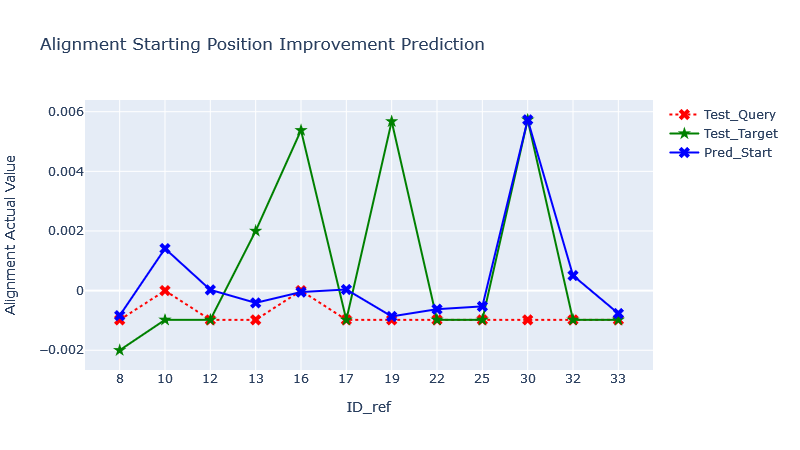 Alignment Starting Position Improvement Prediction
Alignment Actual Value
0.006
0.004
0.002
0
−0.002
8 10 12 13 16 17 19 22 25 30 32 33
ID_ref
Test_Query
Test_Target
Pred_Start